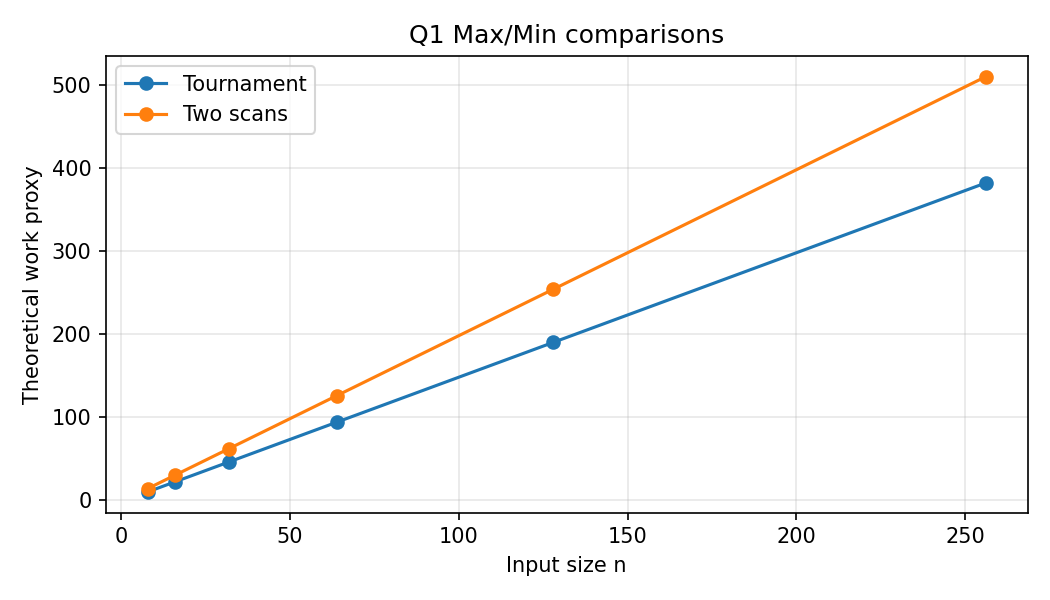 Q1 Max/Min comparisons
Tournament
Two scans
Theoretical work proxy
500
400
300
200
100
0
0 50 100 150 200 250
Input size n